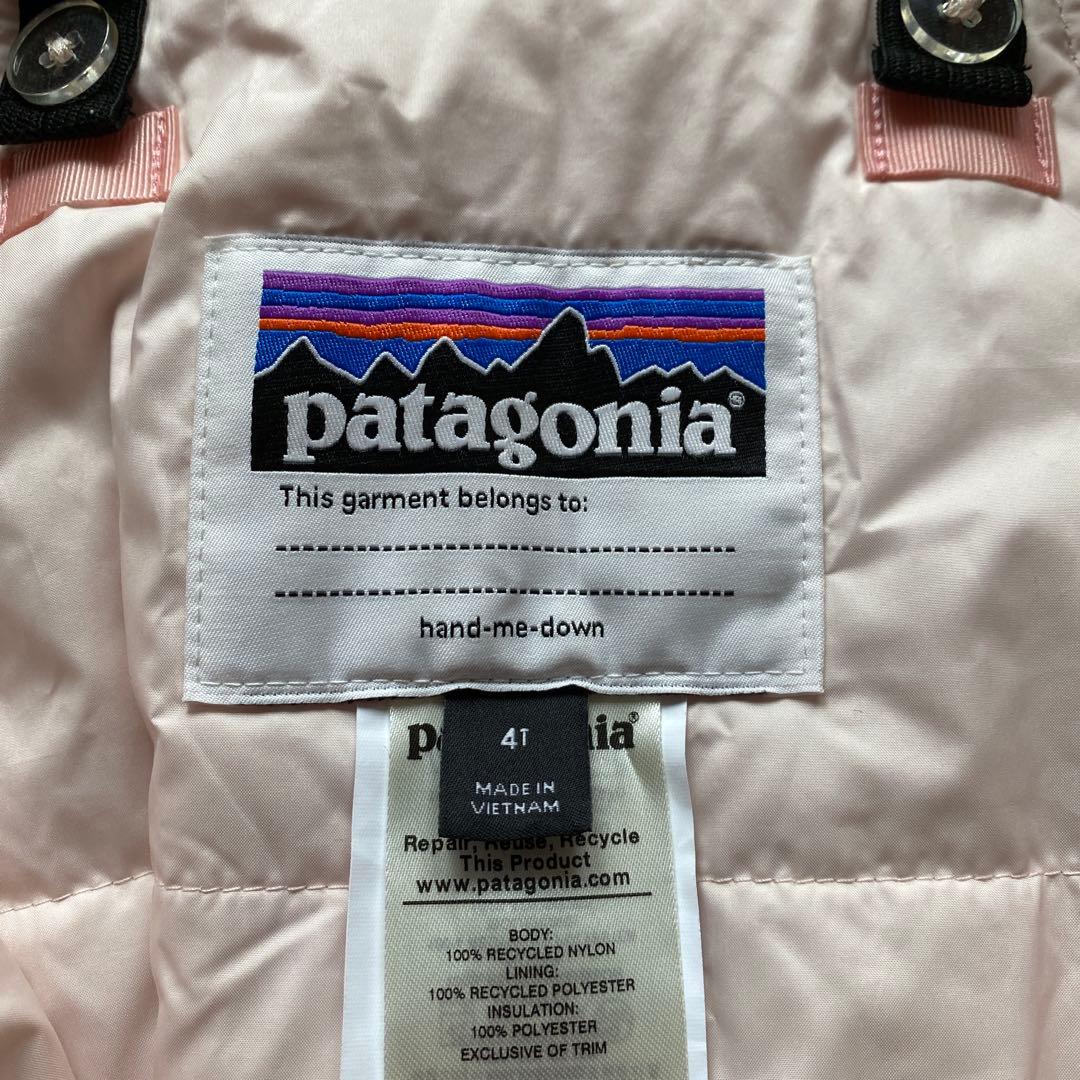 patagonia®
This garment belongs to:
hand-me-down
4T
MADE IN
VIETNAM
Repair, Reuse, Recycle
This Product
www.patagonia.com
BODY:
100% RECYCLED NYLON
LINING:
100% RECYCLED POLYESTER
INSULATION:
100% POLYESTER
EXCLUSIVE OF TRIM